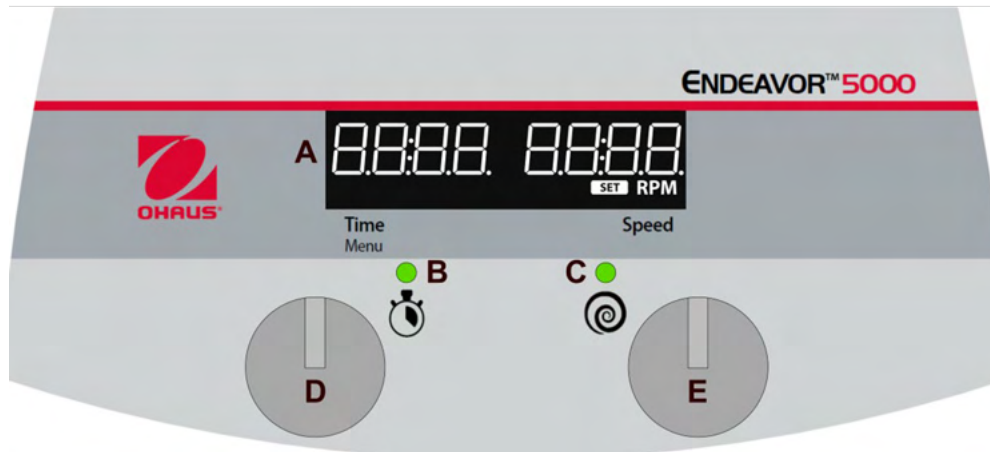 ENDEAVOR™5000
A 88:88. 88:88.
SET RPM
OHAUS®
Time Speed
Menu
B C
D E